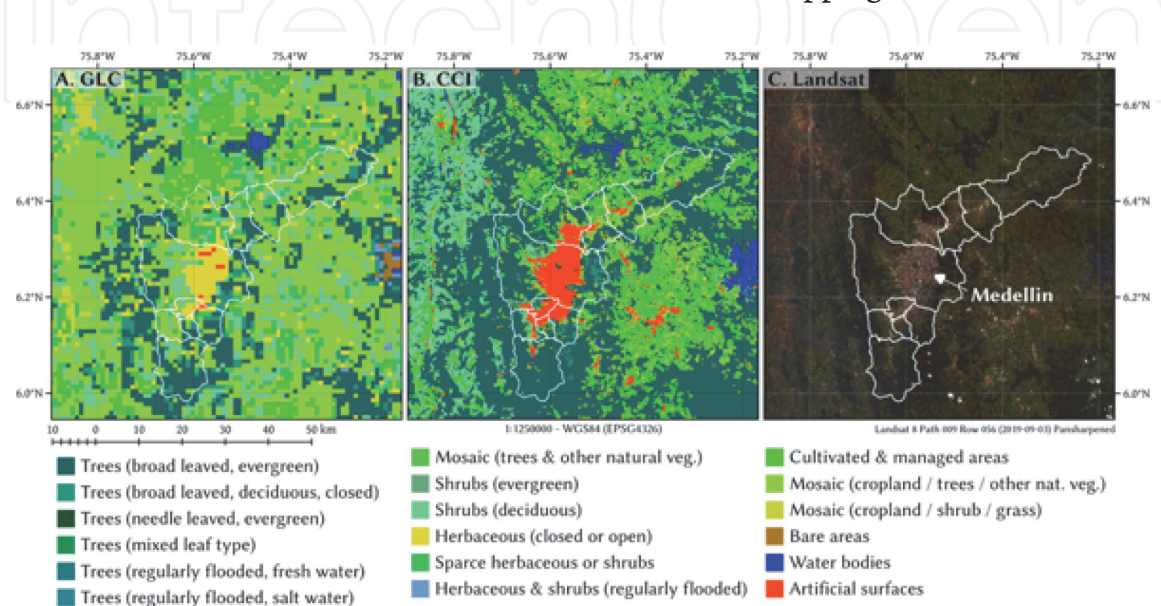 75.8°W 75.6°W 75.2°W 75.8°W 75.6°W 75.4°W 75.2°W 75.8°W 75.6°W 75.4°W 75.2°W
A. GLC B. CCI C. Landsat
6.6°N 6.6°N
6.4°N 6.4°N
6.2°N 6.2°N
Medellin
6.0°N 6.0°N
10 0 10 20 30 40 50 km
1:1250000 - WGS84 (EPSG4326)
Landsat 8 Path 009 Row 056 (2019-09-03) Pansharpened
Trees (broad leaved, evergreen)
Trees (broad leaved, deciduous, closed)
Trees (needle leaved, evergreen)
Trees (mixed leaf type)
Trees (regularly flooded, fresh water)
Trees (regularly flooded, salt water)
Mosaic (trees & other natural veg.)
Shrubs (evergreen)
Shrubs (deciduous)
Herbaceous (closed or open)
Sparce herbaceous or shrubs
Herbaceous & shrubs (regularly flooded)
Cultivated & managed areas
Mosaic (cropland / trees / other nat. veg.)
Mosaic (cropland / shrub / grass)
Bare areas
Water bodies
Artificial surfaces